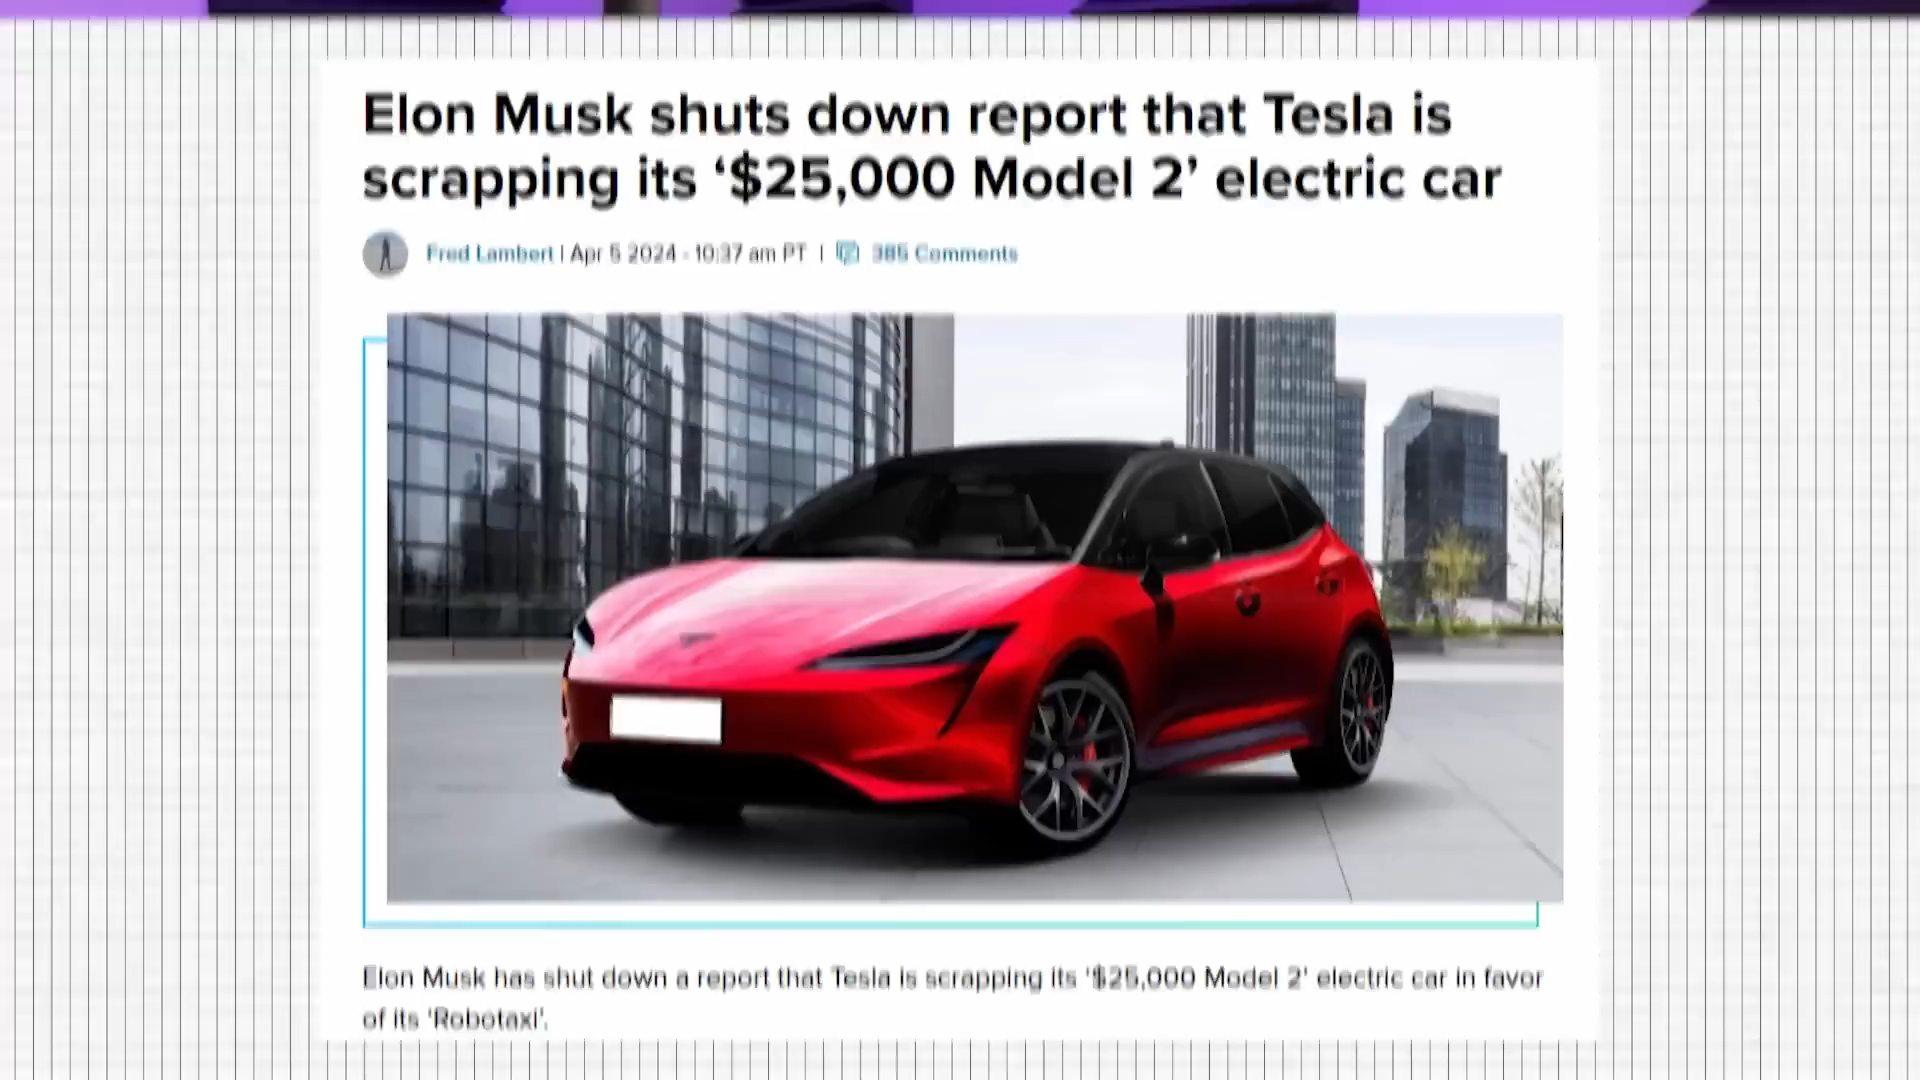 Elon Musk shuts down report that Tesla is
scrapping its ‘$25,000 Model 2’ electric car
Fred Lambert | Apr 5 2024 - 10:37 am PT | 385 Comments
Elon Musk has shut down a report that Tesla is scrapping its ‘$25,000 Model 2’ electric car in favor
of its ‘Robotaxi’.